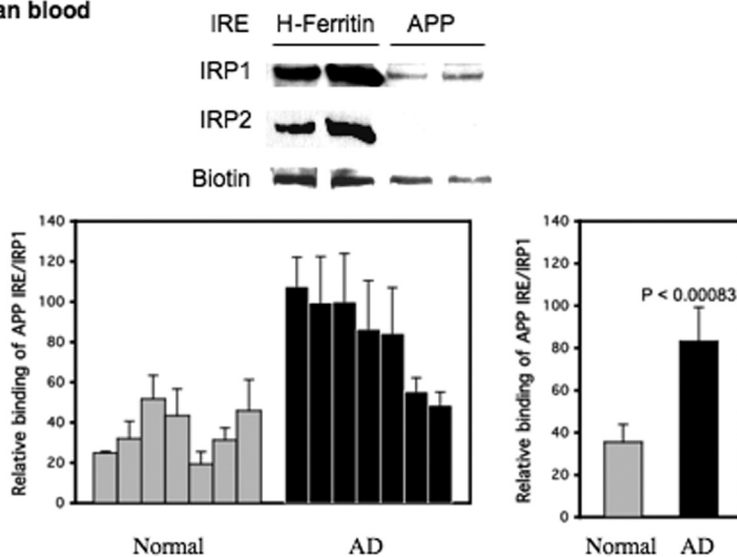 an blood
IRE H-Ferritin APP
IRP1
IRP2
Biotin
Relative binding of APP IRE/IRP1
140
120
100
80
60
40
20
0
Normal AD
Relative binding of APP IRE/IRP1
140
120
100
80
60
40
20
0
P < 0.00083
Normal AD